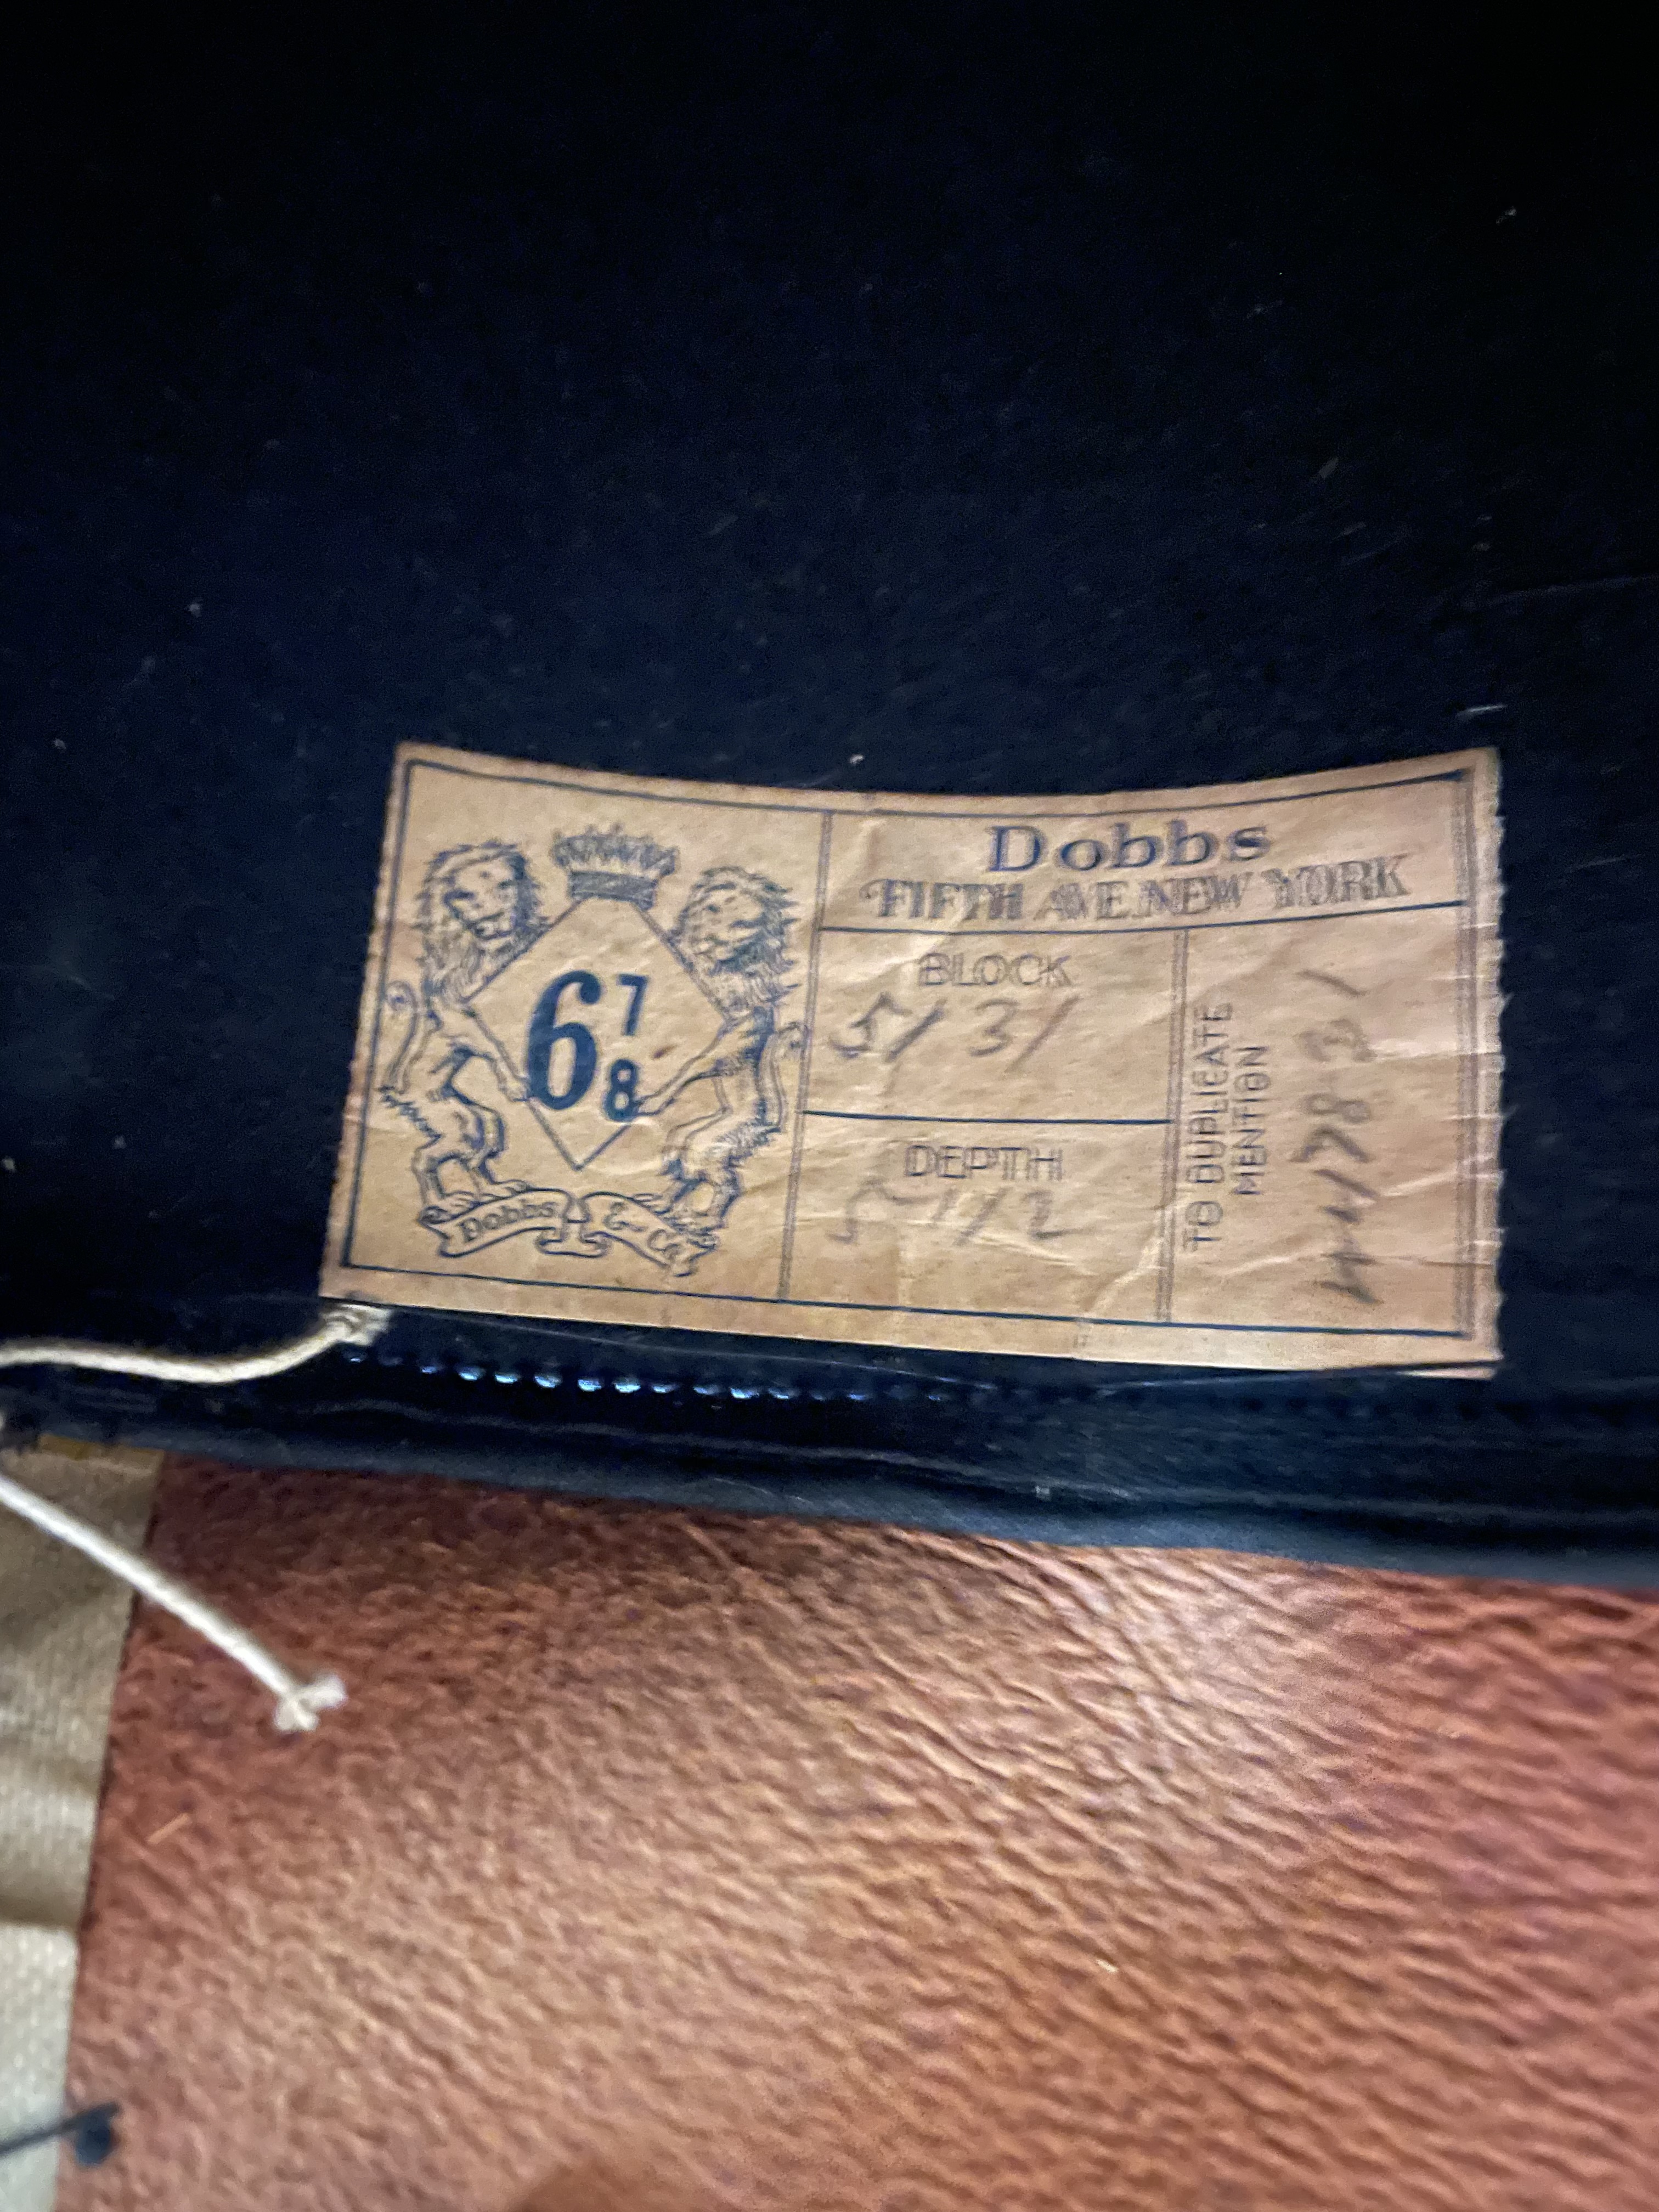 6 7/8
Dobbs & Co
Dobbs
FIFTH AVE. NEW YORK
BLOCK
5131
DEPTH
5-1/2
TO DUPLICATE
MENTION